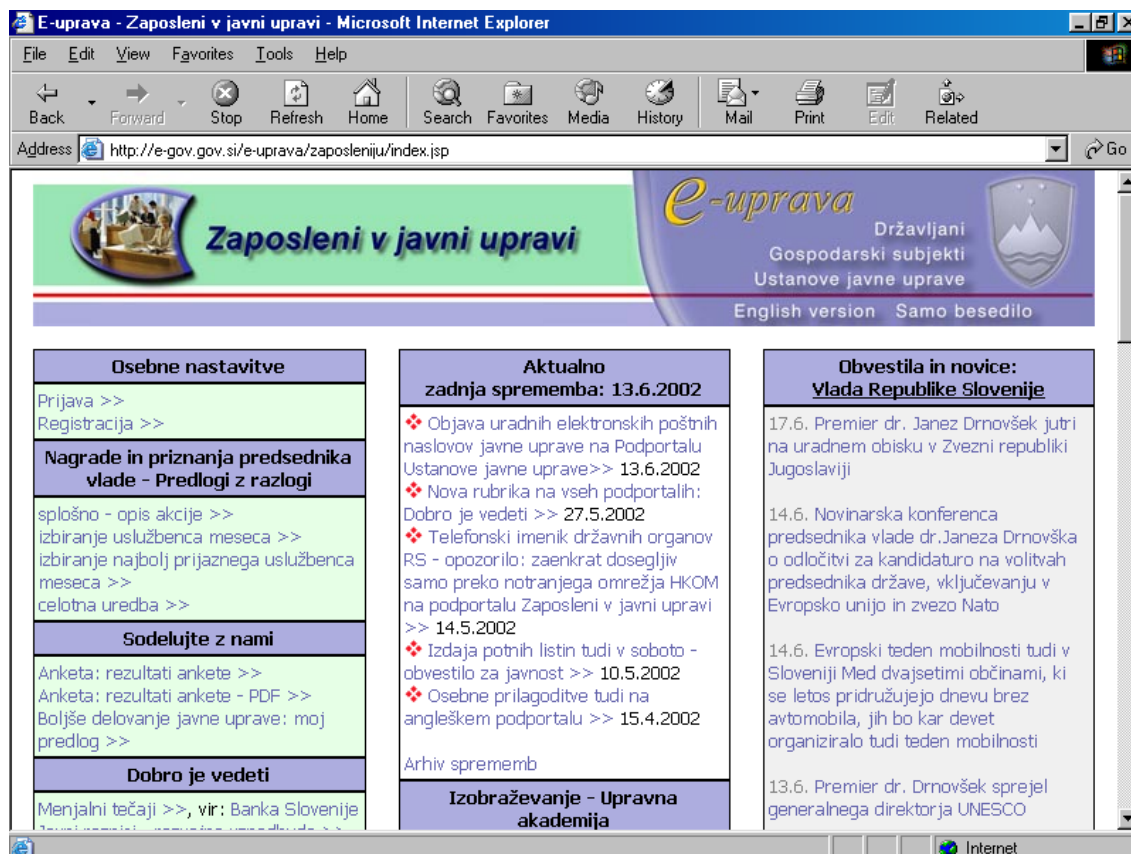 E-uprava - Zaposleni v javni upravi - Microsoft Internet Explorer
File Edit View Favorites Tools Help
Back Forward Stop Refresh Home Search Favorites Media History Mail Print Edit Related
Address http://e-gov.gov.si/e-uprava/zaposleniju/index.jsp Go
Zaposleni v javni upravi
e-uprava
Državljani
Gospodarski subjekti
Ustanove javne uprave
English version Samo besedilo
Osebne nastavitve
Prijava >>
Registracija >>
Nagrade in priznanja predsednika
vlade - Predlogi z razlogi
splošno - opis akcije >>
izbiranje uslužbenca meseca >>
izbiranje najbolj prijaznega uslužbenca
meseca >>
celotna uredba >>
Sodelujte z nami
Anketa: rezultati ankete >>
Anketa: rezultati ankete - PDF >>
Boljše delovanje javne uprave: moj
predlog >>
Dobro je vedeti
Menjalni tečaji >>, vir: Banka Slovenije
Aktualno
zadnja sprememba: 13.6.2002
Objava uradnih elektronskih poštnih
naslovov javne uprave na Podportalu
Ustanove javne uprave>> 13.6.2002
Nova rubrika na vseh podportalih:
Dobro je vedeti >> 27.5.2002
Telefonski imenik državnih organov
RS - opozorilo: zaenkrat dosegljiv
samo preko notranjega omrežja HKOM
na podportalu Zaposleni v javni upravi
>> 14.5.2002
Izdaja potnih listin tudi v soboto -
obvestilo za javnost >> 10.5.2002
Osebne prilagoditve tudi na
angleškem podportalu >> 15.4.2002
Arhiv sprememb
Izobraževanje - Upravna
akademija
Obvestila in novice:
Vlada Republike Slovenije
17.6. Premier dr. Janez Drnovšek jutri
na uradnem obisku v Zvezni republiki
Jugoslaviji
14.6. Novinarska konferenca
predsednika vlade dr.Janeza Drnovška
o odločitvi za kandidaturo na volitvah
predsednika države, vključevanju v
Evropsko unijo in zvezo Nato
14.6. Evropski teden mobilnosti tudi v
Sloveniji Med dvajsetimi občinami, ki
se letos pridružujejo dnevu brez
avtomobila, jih bo kar devet
organiziralo tudi teden mobilnosti
13.6. Premier dr. Drnovšek sprejel
generalnega direktorja UNESCO
Internet